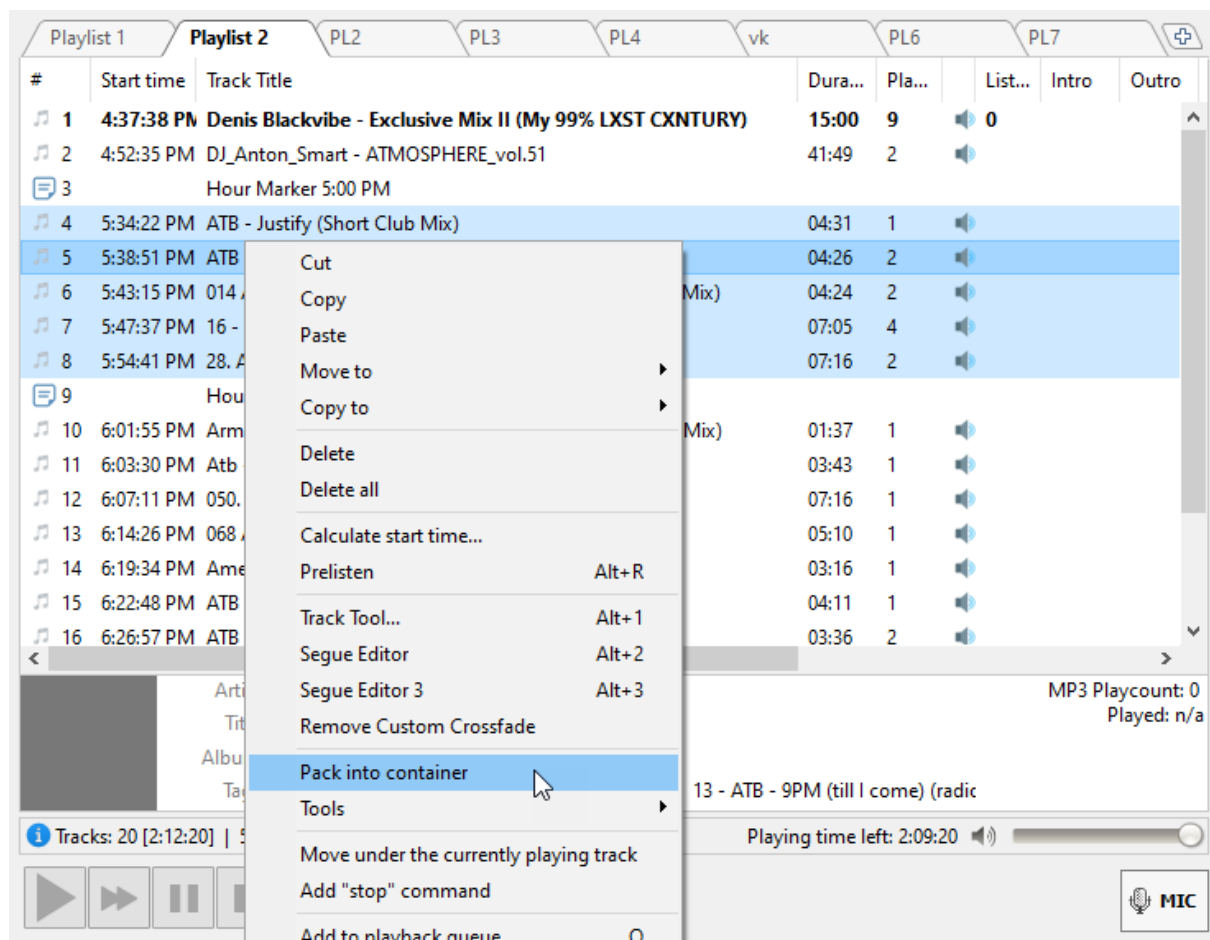 Playlist 1 Playlist 2 PL2 PL3 PL4 vk PL6 PL7
# Start time Track Title Dura... Pla... List... Intro Outro
1 4:37:38 PM Denis Blackvibe - Exclusive Mix II (My 99% LXST CXNTURY) 15:00 9 0
2 4:52:35 PM DJ_Anton_Smart - ATMOSPHERE_vol.51 41:49 2
3 Hour Marker 5:00 PM
4 5:34:22 PM ATB - Justify (Short Club Mix) 04:31 1
5 5:38:51 PM ATB 04:26 2
6 5:43:15 PM 014 Mix) 04:24 2
7 5:47:37 PM 16 - 07:05 4
8 5:54:41 PM 28. 07:16 2
9 Hou
10 6:01:55 PM Arm Mix) 01:37 1
11 6:03:30 PM Atb 03:43 1
12 6:07:11 PM 050. 07:16 1
13 6:14:26 PM 068 05:10 1
14 6:19:34 PM Ame 03:16 1
15 6:22:48 PM ATB 04:11 1
16 6:26:57 PM ATB 03:36 2
Cut
Copy
Paste
Move to
Copy to
Delete
Delete all
Calculate start time...
Prelisten Alt+R
Track Tool... Alt+1
Segue Editor Alt+2
Segue Editor 3 Alt+3
Remove Custom Crossfade
Pack into container
Tools
Move under the currently playing track
Add "stop" command
Add to playback queue Q
Arti
Tit
Albu
Ta
MP3 Playcount: 0
Played: n/a
13 - ATB - 9PM (till I come) (radic
Tracks: 20 [2:12:20] | Playing time left: 2:09:20
MIC